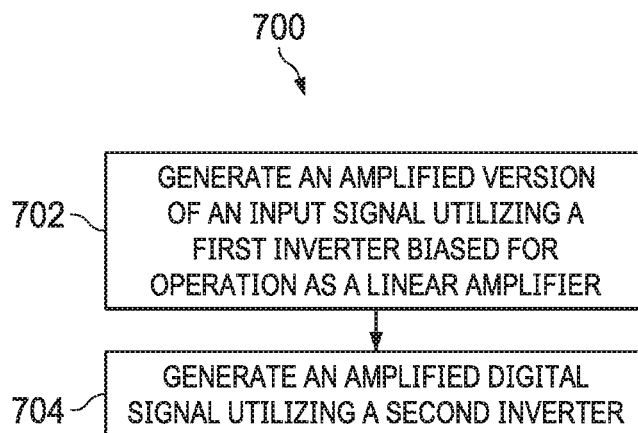 700
702
GENERATE AN AMPLIFIED VERSION
OF AN INPUT SIGNAL UTILIZING A
FIRST INVERTER BIASED FOR
OPERATION AS A LINEAR AMPLIFIER
704
GENERATE AN AMPLIFIED DIGITAL
SIGNAL UTILIZING A SECOND INVERTER